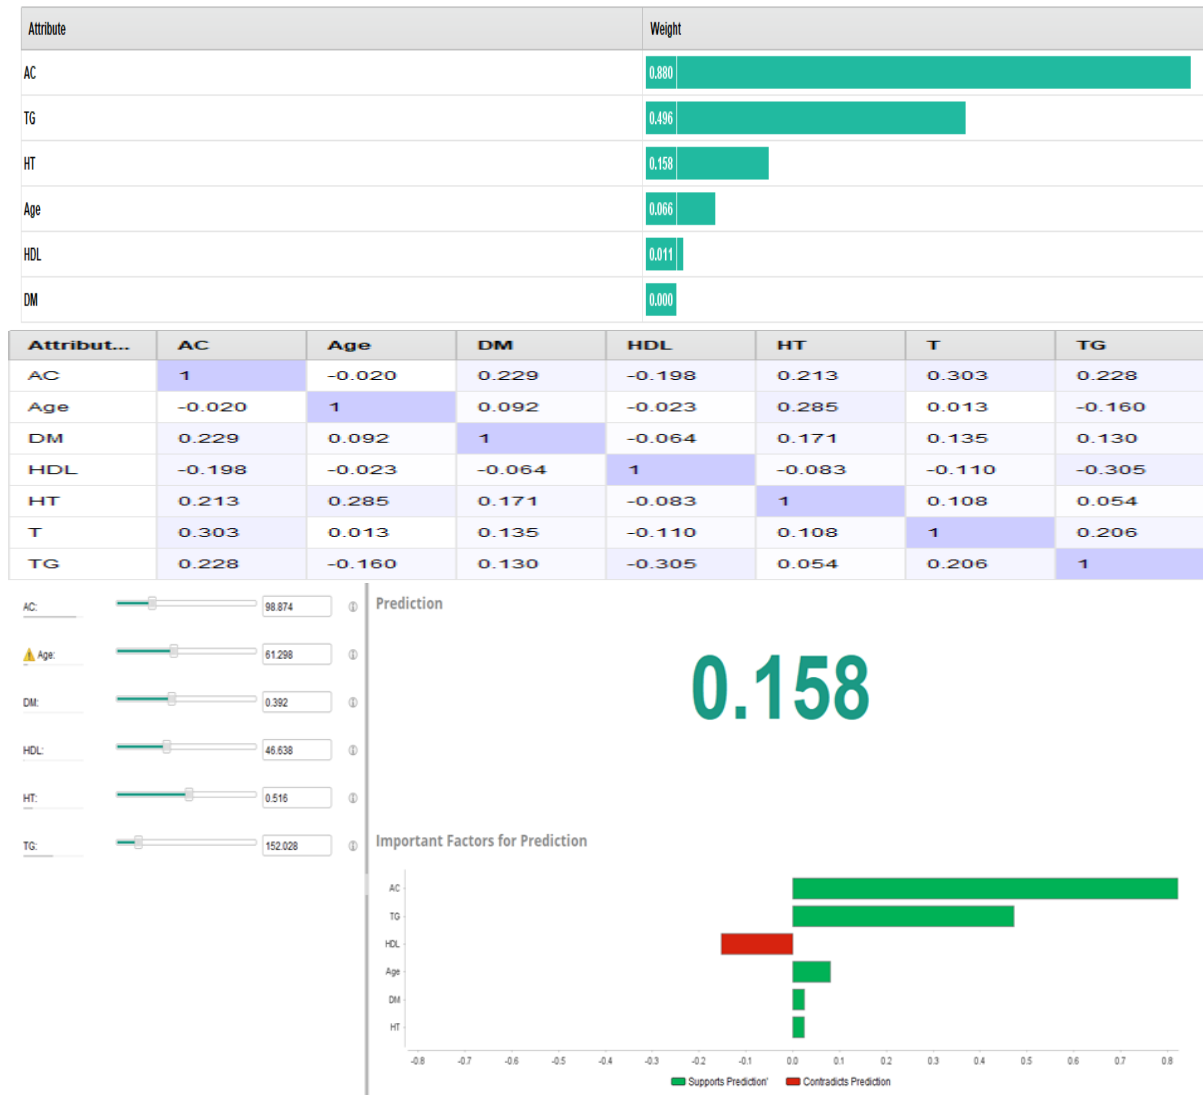 Attribute Weight
AC 0.880
TG 0.496
HT 0.158
Age 0.066
HDL 0.011
DM 0.000
Attribut... AC Age DM HDL HT T TG
AC 1 -0.020 0.229 -0.198 0.213 0.303 0.228
Age -0.020 1 0.092 -0.023 0.285 0.013 -0.160
DM 0.229 0.092 1 -0.064 0.171 0.135 0.130
HDL -0.198 -0.023 -0.064 1 -0.083 -0.110 -0.305
HT 0.213 0.285 0.171 -0.083 1 0.108 0.054
T 0.303 0.013 0.135 -0.110 0.108 1 0.206
TG 0.228 -0.160 0.130 -0.305 0.054 0.206 1
AC: 98.874
Age: 61.298
DM: 0.392
HDL: 46.638
HT: 0.516
TG: 152.028
Prediction
0.158
Important Factors for Prediction
AC
TG
HDL
Age
DM
HT
-0.8 -0.7 -0.6 -0.5 -0.4 -0.3 -0.2 -0.1 0.0 0.1 0.2 0.3 0.4 0.5 0.6 0.7 0.8
Supports Prediction' Contradicts Prediction